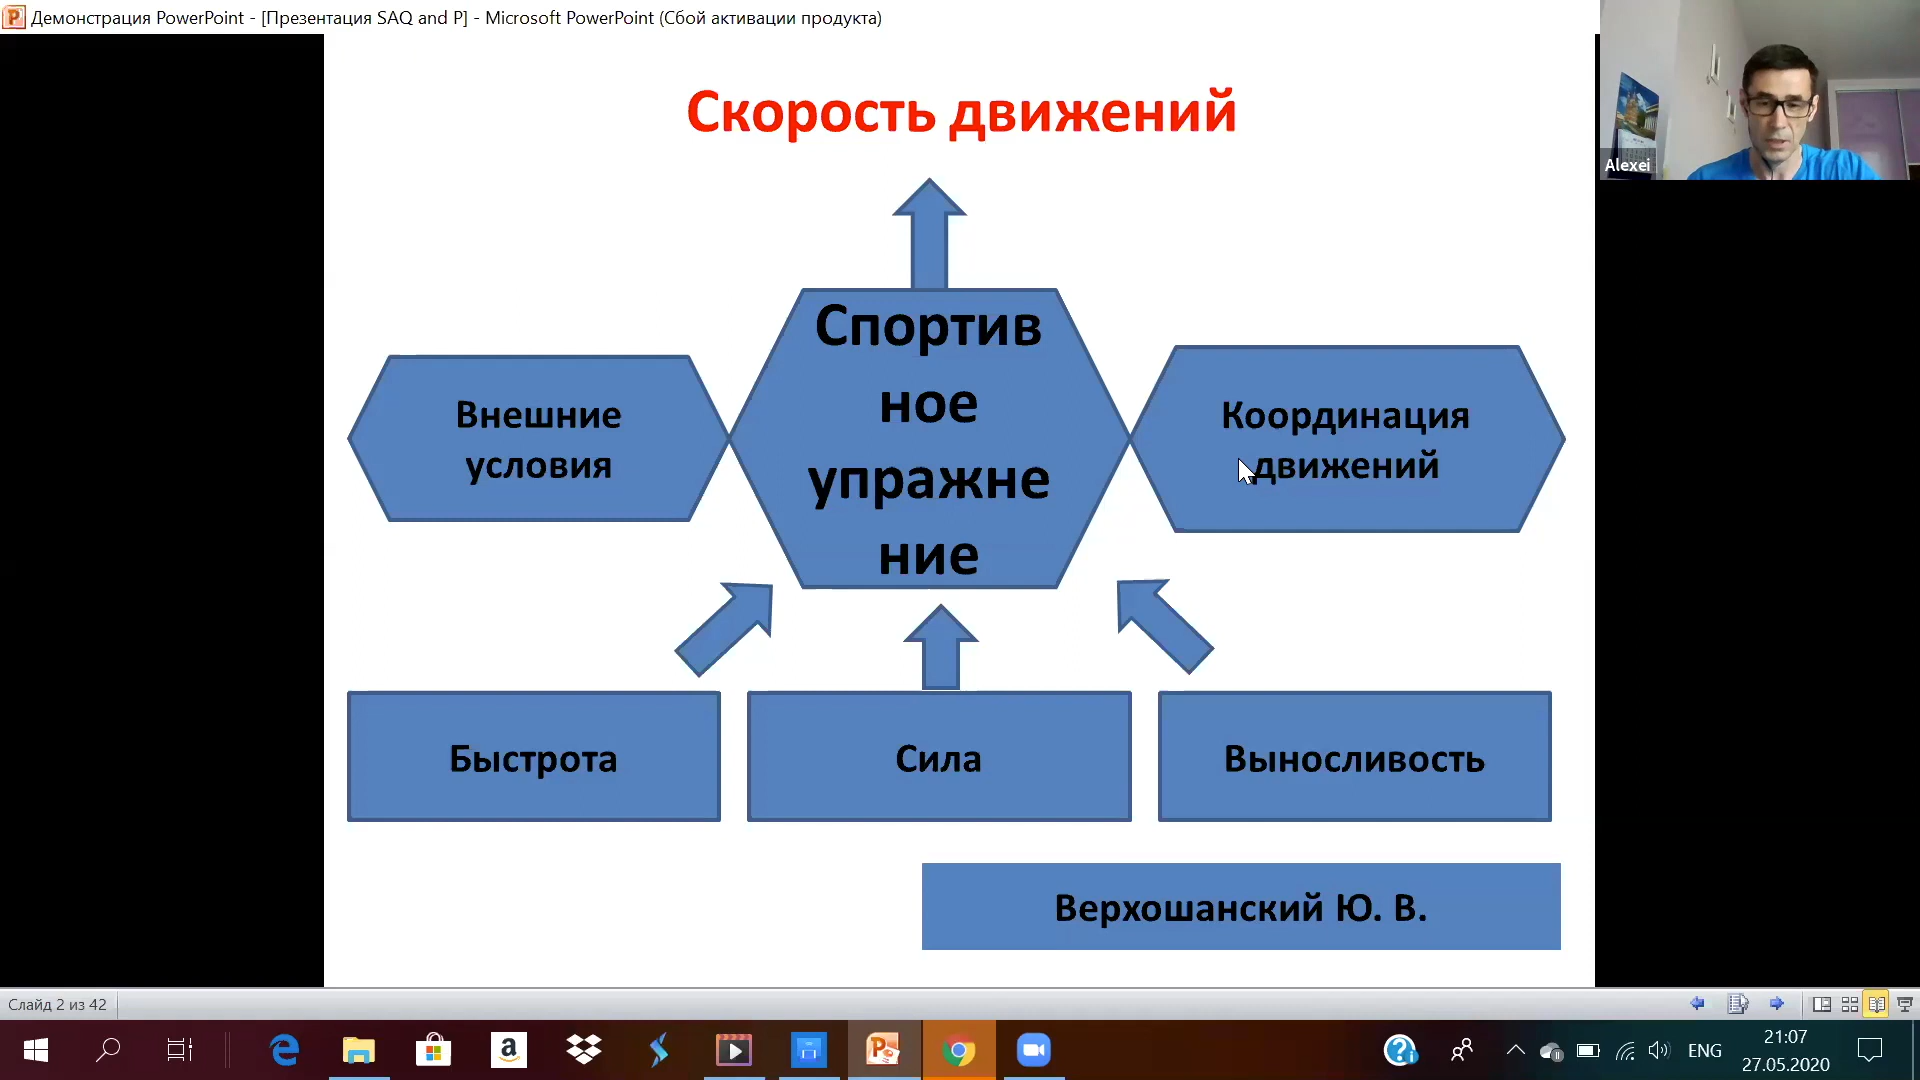 Демонстрация PowerPoint - [Презентация SAQ and P] - Microsoft PowerPoint (Сбой активации продукта)
Alexei
Скорость движений
Спортив
ное
упражне
ние
Внешние
условия
Координация
движений
Быстрота
Сила
Выносливость
Верхошанский Ю. В.
Слайд 2 из 42
ENG
21:07
27.05.2020